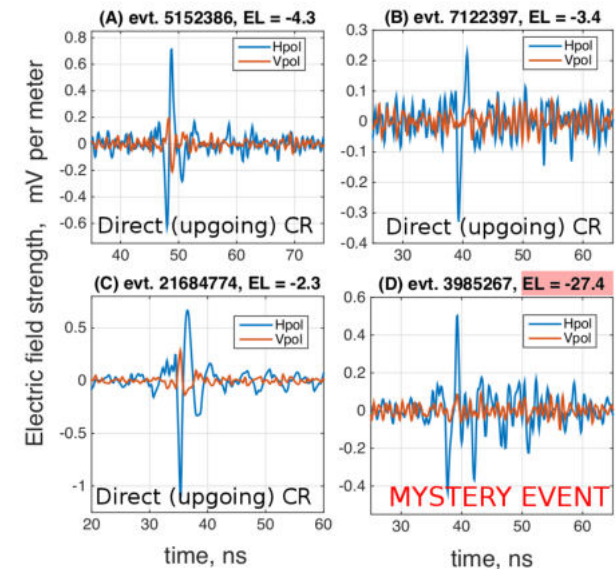 (A) evt. 5152386, EL = -4.3
0.8
0.6
0.4
0.2
0
-0.2
-0.4
-0.6
Hpol
Vpol
Direct (upgoing) CR
40 50 60 70
(B) evt. 7122397, EL = -3.4
0.3
0.2
0.1
0
-0.1
-0.2
-0.3
-0.4
Hpol
Vpol
Direct (upgoing) CR
30 40 50 60
Electric field strength, mV per meter
(C) evt. 21684774, EL = -2.3
0.5
0
-0.5
-1
Hpol
Vpol
Direct (upgoing) CR
20 30 40 50 60
time, ns
(D) evt. 3985267, EL = -27.4
0.6
0.4
0.2
0
-0.2
-0.4
Hpol
Vpol
MYSTERY EVENT
30 40 50 60
time, ns